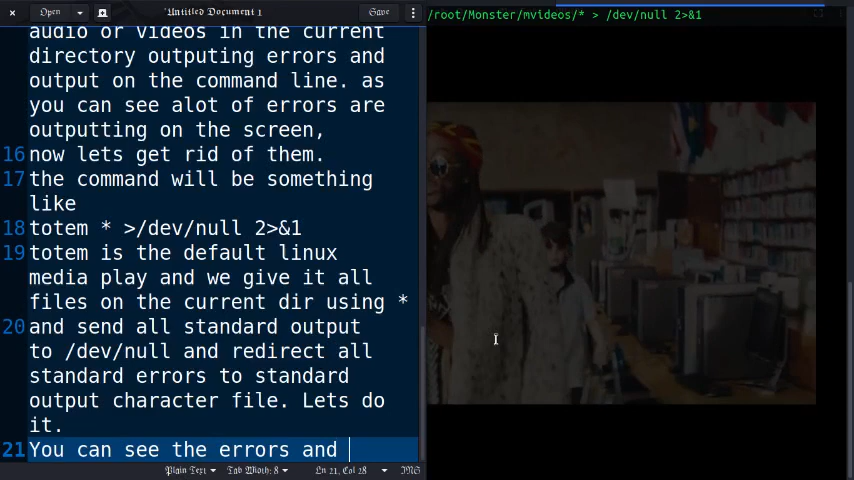 Open
Untitled Document 1
Save
audio or videos in the current
directory outputing errors and
output on the command line. as
you can see alot of errors are
outputting on the screen,
16 now lets get rid of them.
17 the command will be something
like
18 totem * >/dev/null 2>&1
19 totem is the default linux
media play and we give it all
files on the current dir using *
20 and send all standard output
to /dev/null and redirect all
standard errors to standard
output character file. Lets do
it.
21 You can see the errors and
Plain Text Tab Width: 8 Ln 21, Col 28 INS
/root/Monster/mvideos/* > /dev/null 2>&1